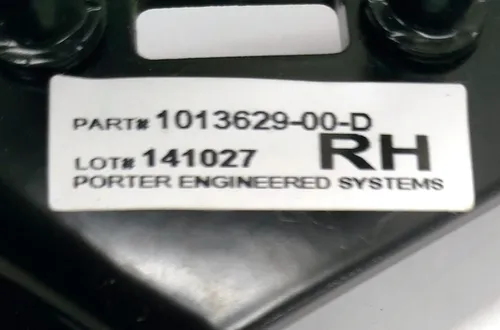 PART# 1013629-00-D
LOT# 141027 RH
PORTER ENGINEERED SYSTEMS